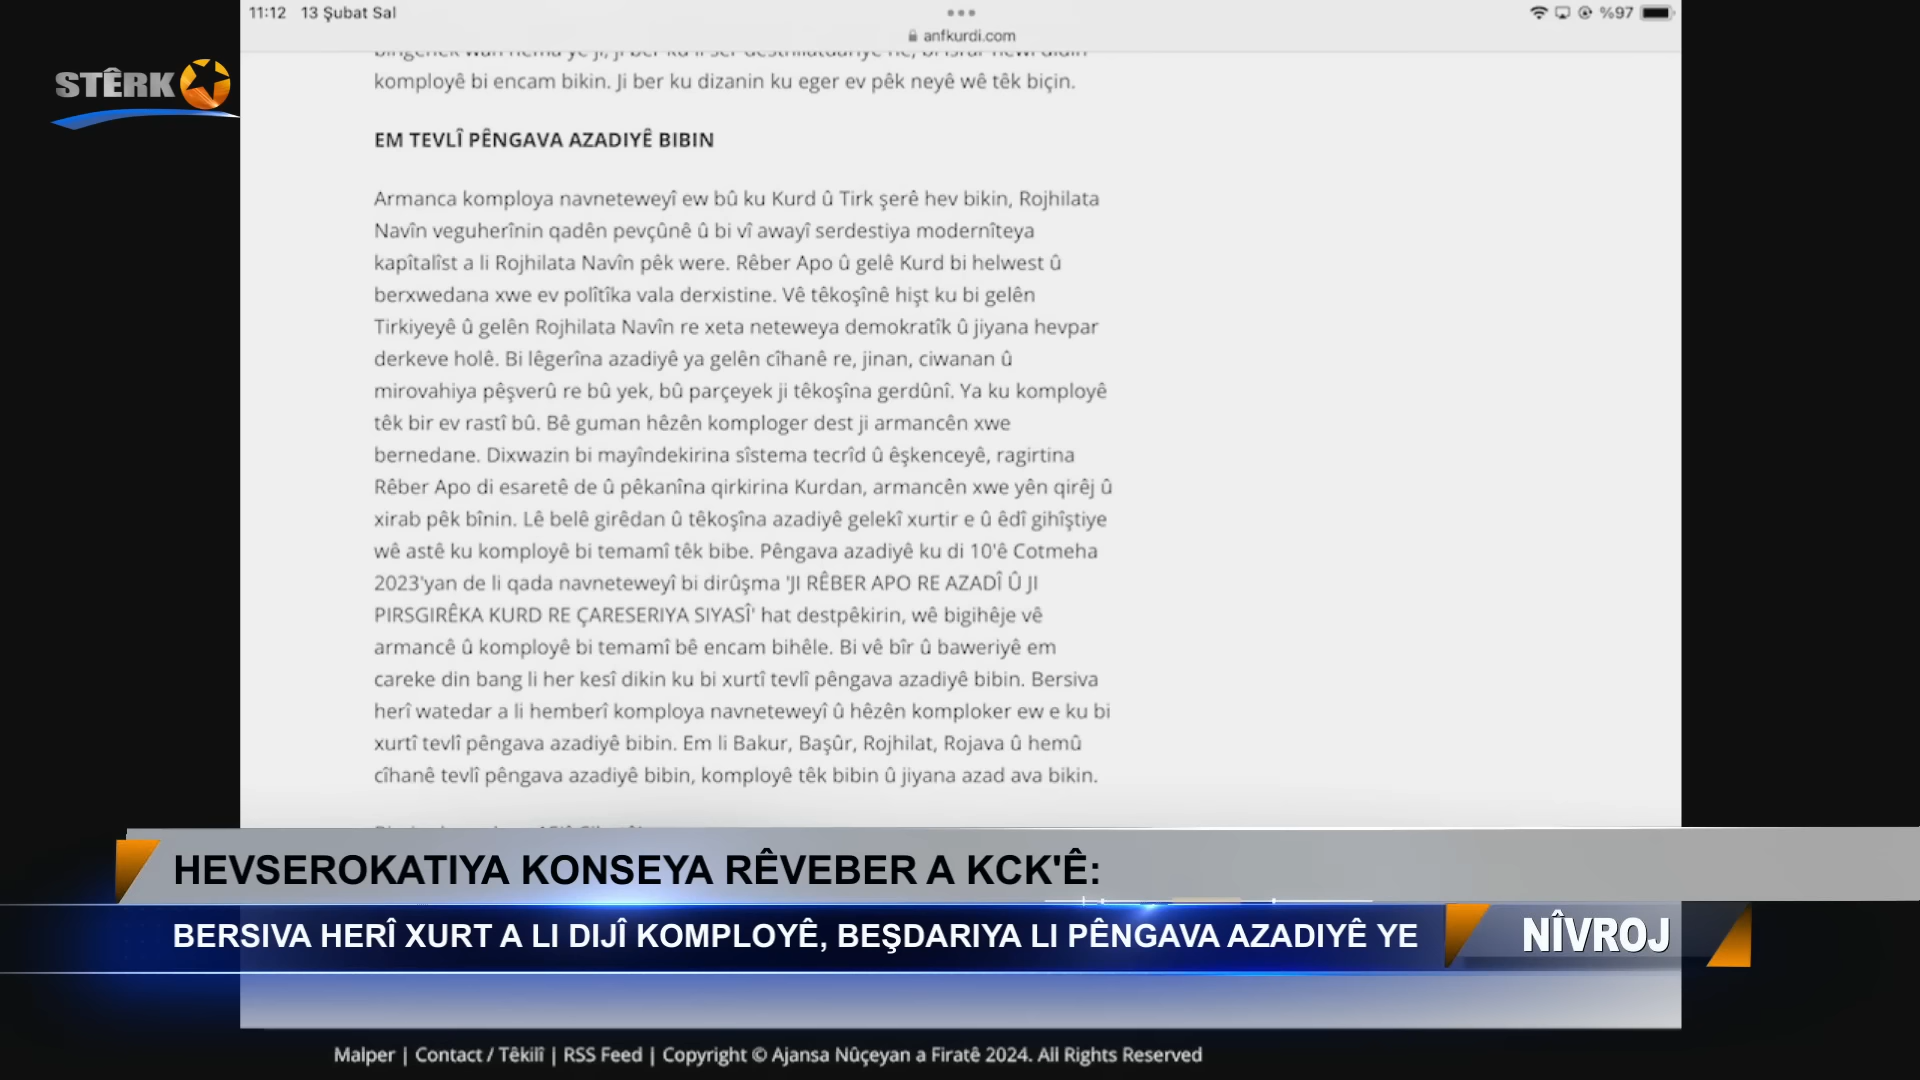 11:12 13 Şubat Sal
%97
anfkurdi.com
STÊRK
komployê bi encam bikin. Ji ber ku dizanin ku eger ev pêk neyê wê têk biçin.
EM TEVLÎ PÊNGAVA AZADIYÊ BIBIN
Armanca komploya navneteweyî ew bû ku Kurd û Tirk şerê hev bikin, Rojhilata
Navîn veguherînin qadên pevçûnê û bi vî awayî serdestiya modernîteya
kapîtalîst a li Rojhilata Navîn pêk were. Rêber Apo û gelê Kurd bi helwest û
berxwedana xwe ev polîtîka vala derxistine. Vê têkoşînê hişt ku bi gelên
Tirkiyeyê û gelên Rojhilata Navîn re xeta neteweya demokratîk û jiyana hevpar
derkeve holê. Bi lêgerîna azadiyê ya gelên cîhanê re, jinan, ciwanan û
mirovahiya pêşverû re bû yek, bû parçeyek ji têkoşîna gerdûnî. Ya ku komployê
têk bir ev rastî bû. Bê guman hêzên komploger dest ji armancên xwe
bernedane. Dixwazin bi mayîndekirina sîstema tecrîd û êşkenceyê, ragirtina
Rêber Apo di esaretê de û pêkanîna qirkirina Kurdan, armancên xwe yên qirêj û
xirab pêk bînin. Lê belê girêdan û têkoşîna azadiyê gelekî xurtir e û êdî gihîştiye
wê astê ku komployê bi temamî têk bibe. Pêngava azadiyê ku di 10'ê Cotmeha
2023'yan de li qada navneteweyî bi dirûşma 'JI RÊBER APO RE AZADÎ Û JI
PIRSGIRÊKA KURD RE ÇARESERIYA SIYASÎ' hat destpêkirin, wê bigihêje vê
armancê û komployê bi temamî bê encam bihêle. Bi vê bîr û baweriyê em
careke din bang li her kesî dikin ku bi xurtî tevlî pêngava azadiyê bibin. Bersiva
herî watedar a li hemberî komploya navneteweyî û hêzên komploker ew e ku bi
xurtî tevlî pêngava azadiyê bibin. Em li Bakur, Başûr, Rojhilat, Rojava û hemû
cîhanê tevlî pêngava azadiyê bibin, komployê têk bibin û jiyana azad ava bikin.
HEVSEROKATIYA KONSEYA RÊVEBER A KCK'Ê:
BERSIVA HERÎ XURT A LI DIJÎ KOMPLOYÊ, BEŞDARIYA LI PÊNGAVA AZADIYÊ YE
NÎVROJ
Malper | Contact / Têkilî | RSS Feed | Copyright © Ajansa Nûçeyan a Firatê 2024. All Rights Reserved